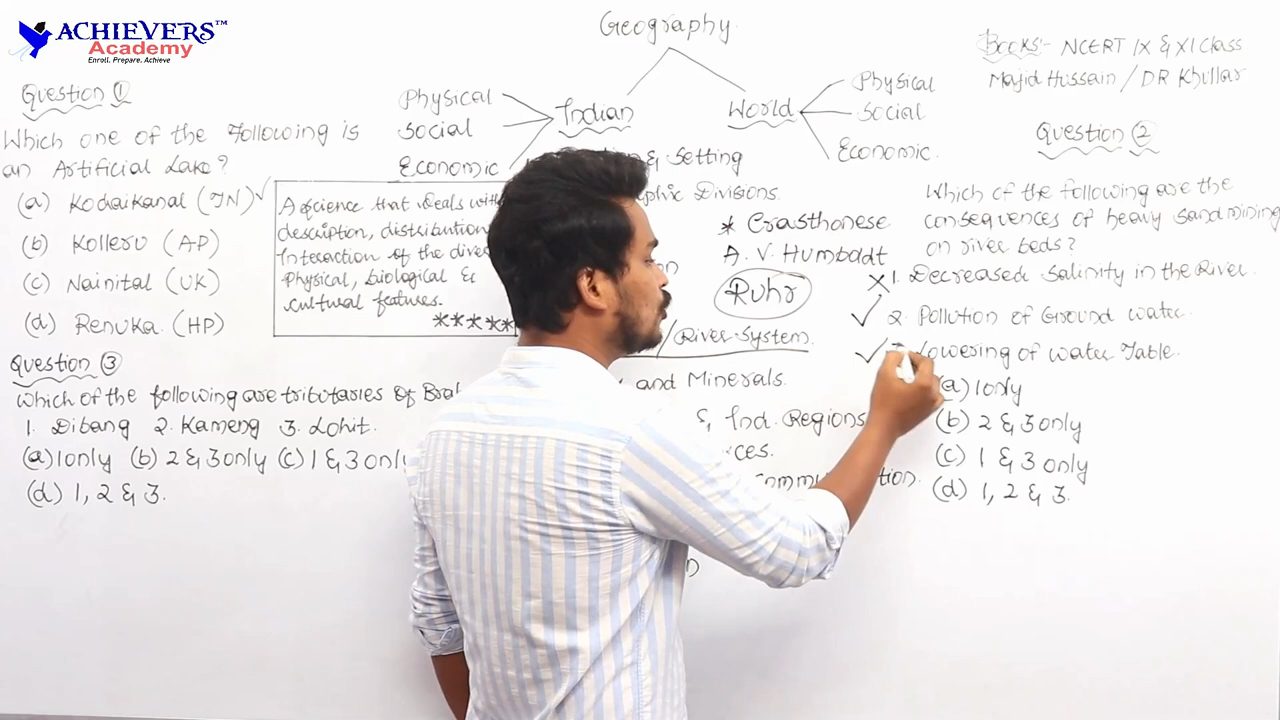 ACHIEVERS™
Academy
Enroll. Prepare. Achieve
Geography.
Indian
World
Physical
Social
Economic
Physical
Social
Economic.
Books:- NCERT IX & XI Class
Majid Hussain / DR Khullar
Question ①
Which one of the Following is
an Artificial Lake?
(a) Kodaikanal (TN) ✓
(b) Kolleru (AP)
(c) Nainital (UK)
(d) Renuka. (HP)
A science that deals with
description, distribution
Interaction of the
Physical, biological &
cultural features.
*****
& Setting
Divisions.
* Erasthonese
A. V. Humboldt
Ruhr
/ River System
and Minerals.
& Ind. Regions
Question ②
Which of the following are the
consequences of heavy Sand mining
on river beds?
X 1. Decreased Salinity in the River.
✓ 2. Pollution of Ground water.
✓ Lowering of water Table.
(a) 1 only
(b) 2 & 3 only
(c) 1 & 3 only
(d) 1, 2 & 3.
Question ③
Which of the following are tributaries of
1. Dibang 2. Kameng 3. Lohit.
(a) 1 only (b) 2 & 3 only (c) 1 & 3 only
(d) 1, 2 & 3.